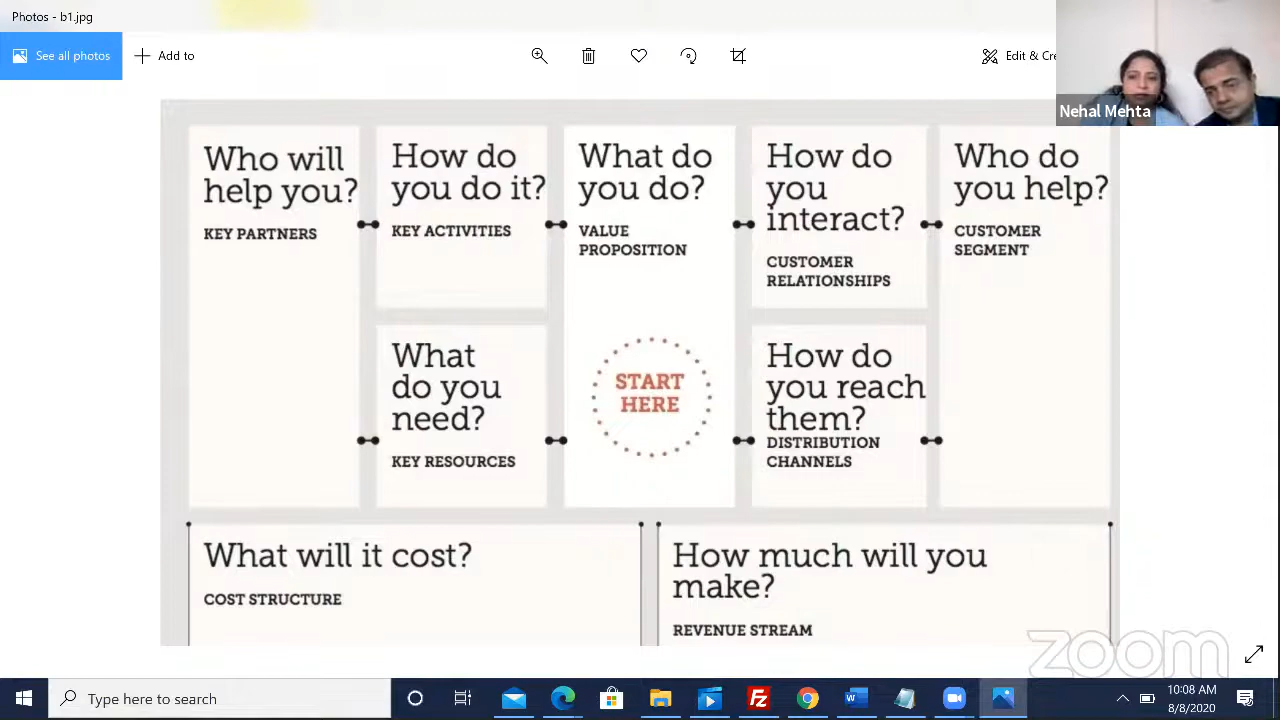 Photos - b1.jpg
See all photos
Add to
Edit & Cre
Nehal Mehta
Who will
help you?
KEY PARTNERS
How do
you do it?
KEY ACTIVITIES
What
do you
need?
KEY RESOURCES
What do
you do?
VALUE
PROPOSITION
START
HERE
How do
you
interact?
CUSTOMER
RELATIONSHIPS
How do
you reach
them?
DISTRIBUTION
CHANNELS
Who do
you help?
CUSTOMER
SEGMENT
What will it cost?
COST STRUCTURE
How much will you
make?
REVENUE STREAM
zoom
Type here to search
10:08 AM
8/8/2020